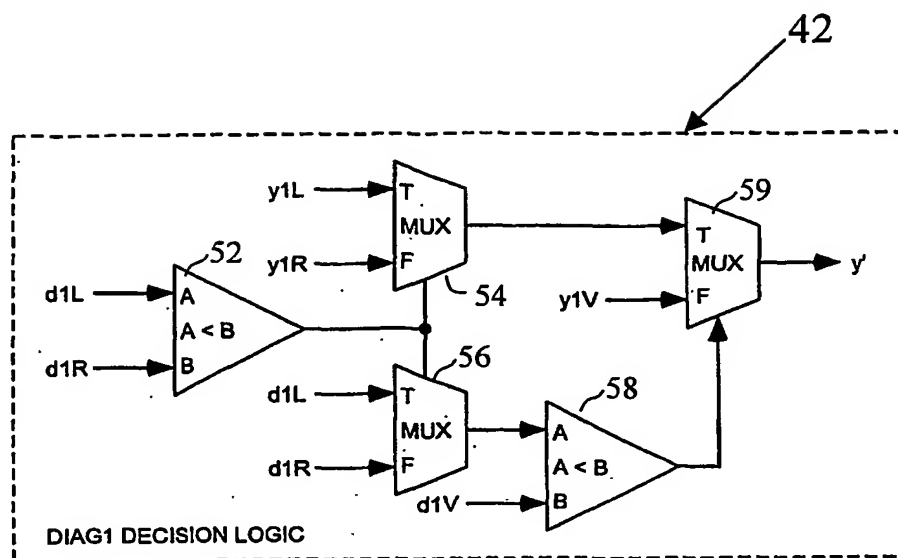 42
y1L
T
MUX
y1R
F
54
52
d1L
A
A < B
d1R
B
59
T
MUX
y'
y1V
F
56
d1L
T
MUX
d1R
F
58
A
A < B
d1V
B
DIAG1 DECISION LOGIC